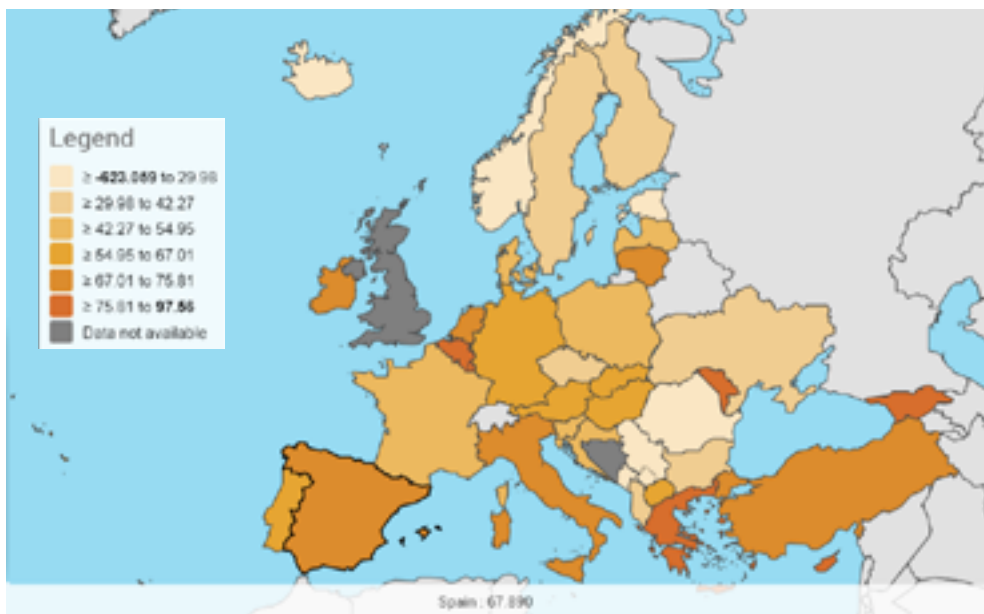 Legend
≥ -623.089 to 29.98
≥ 29.98 to 42.27
≥ 42.27 to 54.95
≥ 54.95 to 67.01
≥ 67.01 to 75.81
≥ 75.81 to 97.56
Data not available
Spain : 67.890